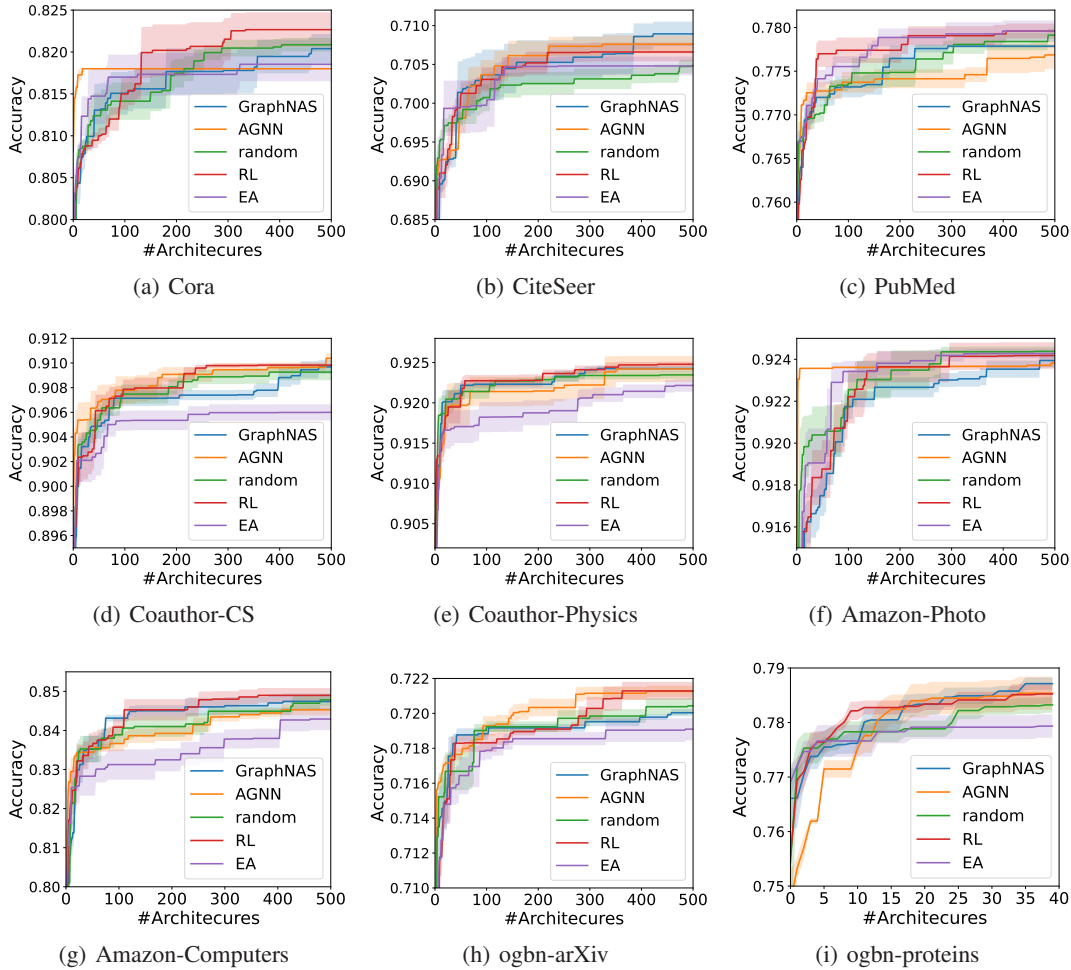 Accuracy
0.820
0.815
0.810
0.805
0.800
GraphNAS
AGNN
random
RL
EA
0 100 200 300 400 500
#Architecures
(a) Cora
Accuracy
0.710
0.705
0.700
0.695
0.690
0.685
GraphNAS
AGNN
random
RL
EA
0 100 200 300 400 500
#Architecures
(b) CiteSeer
Accuracy
0.780
0.775
0.770
0.765
0.760
GraphNAS
AGNN
random
RL
EA
0 100 200 300 400 500
#Architecures
(c) PubMed
Accuracy
0.912
0.910
0.908
0.906
0.904
0.902
0.900
0.898
0.896
GraphNAS
AGNN
random
RL
EA
0 100 200 300 400 500
#Architecures
(d) Coauthor-CS
Accuracy
0.925
0.920
0.915
0.910
0.905
GraphNAS
AGNN
random
RL
EA
0 100 200 300 400 500
#Architecures
(e) Coauthor-Physics
Accuracy
0.924
0.922
0.920
0.918
0.916
GraphNAS
AGNN
random
RL
EA
0 100 200 300 400 500
#Architecures
(f) Amazon-Photo
Accuracy
0.85
0.84
0.83
0.82
0.81
0.80
GraphNAS
AGNN
random
RL
EA
0 100 200 300 400 500
#Architecures
(g) Amazon-Computers
Accuracy
0.722
0.720
0.718
0.716
0.714
0.712
0.710
GraphNAS
AGNN
random
RL
EA
0 100 200 300 400 500
#Architecures
(h) ogbn-arXiv
Accuracy
0.79
0.78
0.77
0.76
0.75
GraphNAS
AGNN
random
RL
EA
0 5 10 15 20 25 30 35 40
#Architecures
(i) ogbn-proteins